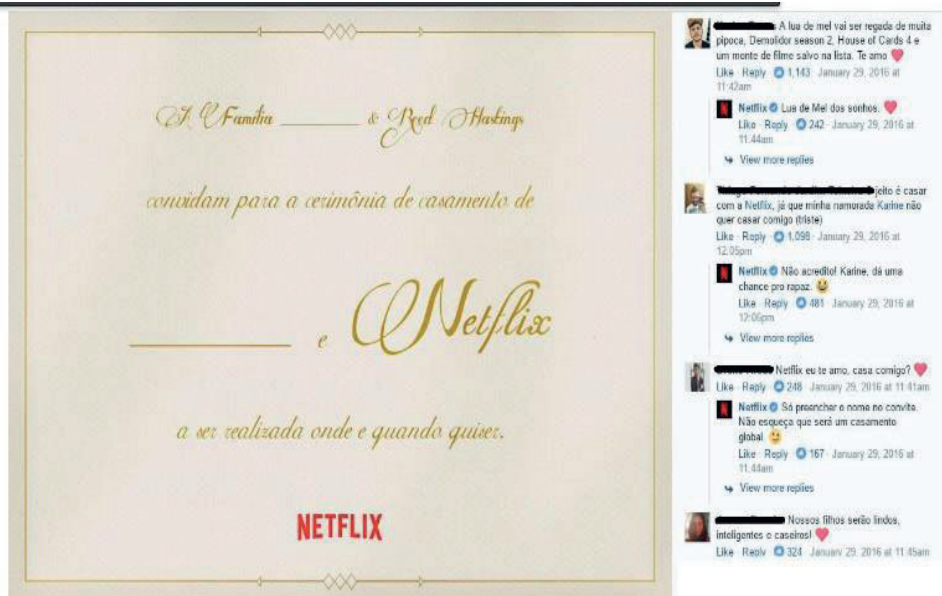 A Família ________ & Reed Hastings
convidam para a cerimônia de casamento de
________ e Netflix
a ser realizada onde e quando quiser.
NETFLIX
A lua de mel vai ser regada de muita
pipoca, Demolidor season 2, House of Cards 4 e
um monte de filme salvo na lista. Te amo
Like · Reply · 1,143 · January 29, 2016 at
11:42am
Netflix Lua de Mel dos sonhos.
Like · Reply · 242 · January 29, 2016 at
11:44am
View more replies
jeito é casar
com a Netflix, já que minha namorada Karine não
quer casar comigo (triste)
Like · Reply · 1,098 · January 29, 2016 at
12:05pm
Netflix Não acredito! Karine, dá uma
chance pro rapaz.
Like · Reply · 481 · January 29, 2016 at
12:06pm
View more replies
Netflix eu te amo, casa comigo?
Like · Reply · 248 · January 29, 2016 at 11:41am
Netflix Só preencher o nome no convite.
Não esqueça que será um casamento
global
Like · Reply · 167 · January 29, 2016 at
11:44am
View more replies
Nossos filhos serão lindos,
inteligentes e caseiros!
Like · Reply · 324 · January 29, 2016 at 11:45am